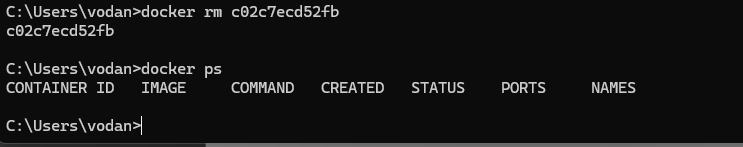 C:\Users\vodan>docker rm c02c7ecd52fb
c02c7ecd52fb
C:\Users\vodan>docker ps
CONTAINER ID   IMAGE     COMMAND   CREATED   STATUS    PORTS     NAMES
C:\Users\vodan>